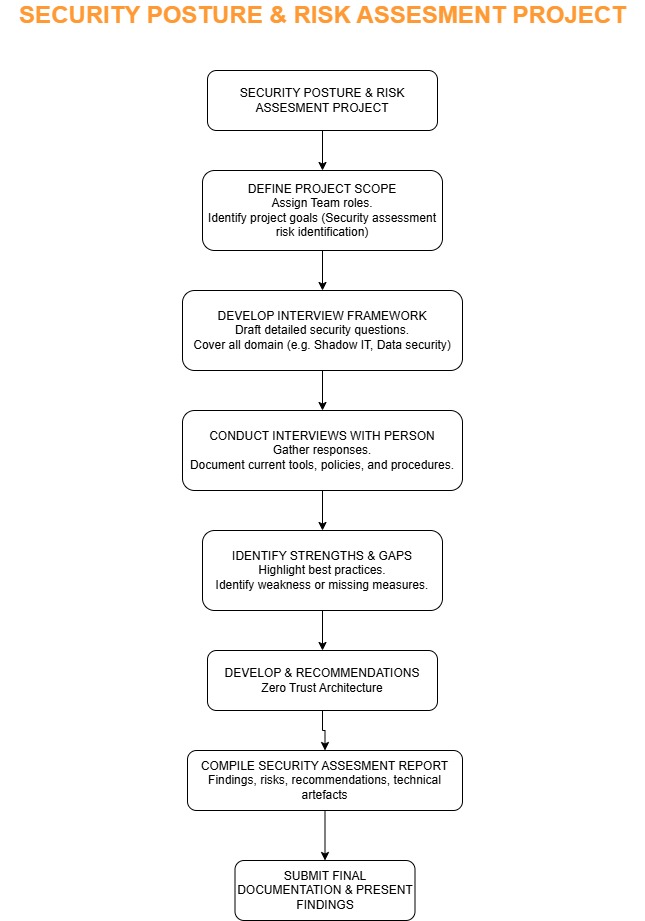 SECURITY POSTURE & RISK ASSESMENT PROJECT
SECURITY POSTURE & RISK
ASSESMENT PROJECT
DEFINE PROJECT SCOPE
Assign Team roles.
Identify project goals (Security assessment
risk identification)
DEVELOP INTERVIEW FRAMEWORK
Draft detailed security questions.
Cover all domain (e.g. Shadow IT, Data security)
CONDUCT INTERVIEWS WITH PERSON
Gather responses.
Document current tools, policies, and procedures.
IDENTIFY STRENGTHS & GAPS
Highlight best practices.
Identify weakness or missing measures.
DEVELOP & RECOMMENDATIONS
Zero Trust Architecture
COMPILE SECURITY ASSESMENT REPORT
Findings, risks, recommendations, technical
artefacts
SUBMIT FINAL
DOCUMENTATION & PRESENT
FINDINGS